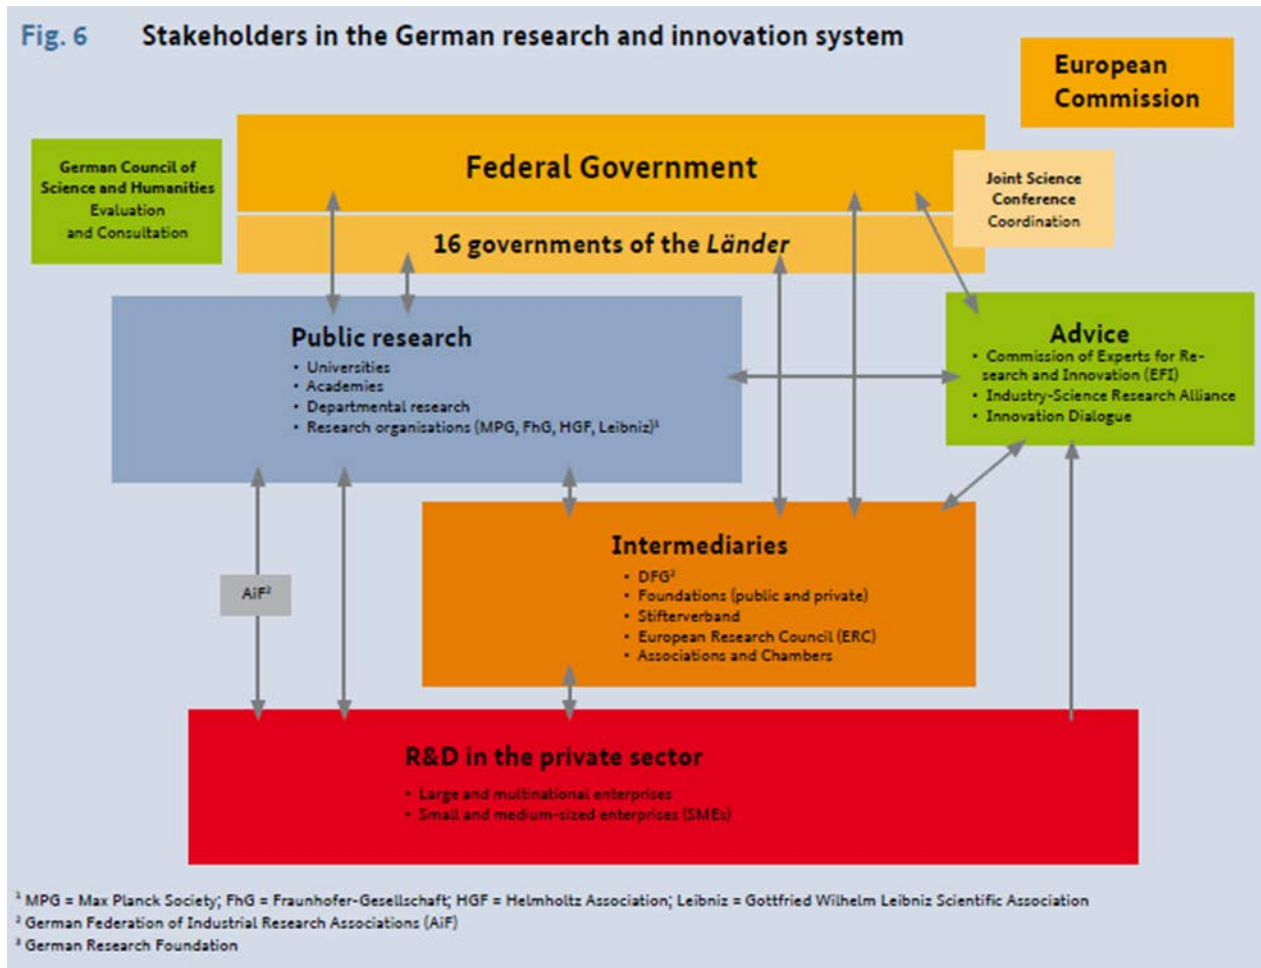 Fig. 6 Stakeholders in the German research and innovation system
European
Commission
Federal Government
German Council of
Science and Humanities
Evaluation
and Consultation
Joint Science
Conference
Coordination
16 governments of the Länder
Public research
• Universities
• Academies
• Departmental research
• Research organisations (MPG, FhG, HGF, Leibniz)¹
Advice
• Commission of Experts for Re-
search and Innovation (EFI)
• Industry-Science Research Alliance
• Innovation Dialogue
Intermediaries
• DFG²
• Foundations (public and private)
• Stifterverband
• European Research Council (ERC)
• Associations and Chambers
AiF³
R&D in the private sector
• Large and multinational enterprises
• Small and medium-sized enterprises (SMEs)
¹ MPG = Max Planck Society; FhG = Fraunhofer-Gesellschaft; HGF = Helmholtz Association; Leibniz = Gottfried Wilhelm Leibniz Scientific Association
² German Federation of Industrial Research Associations (AiF)
³ German Research Foundation